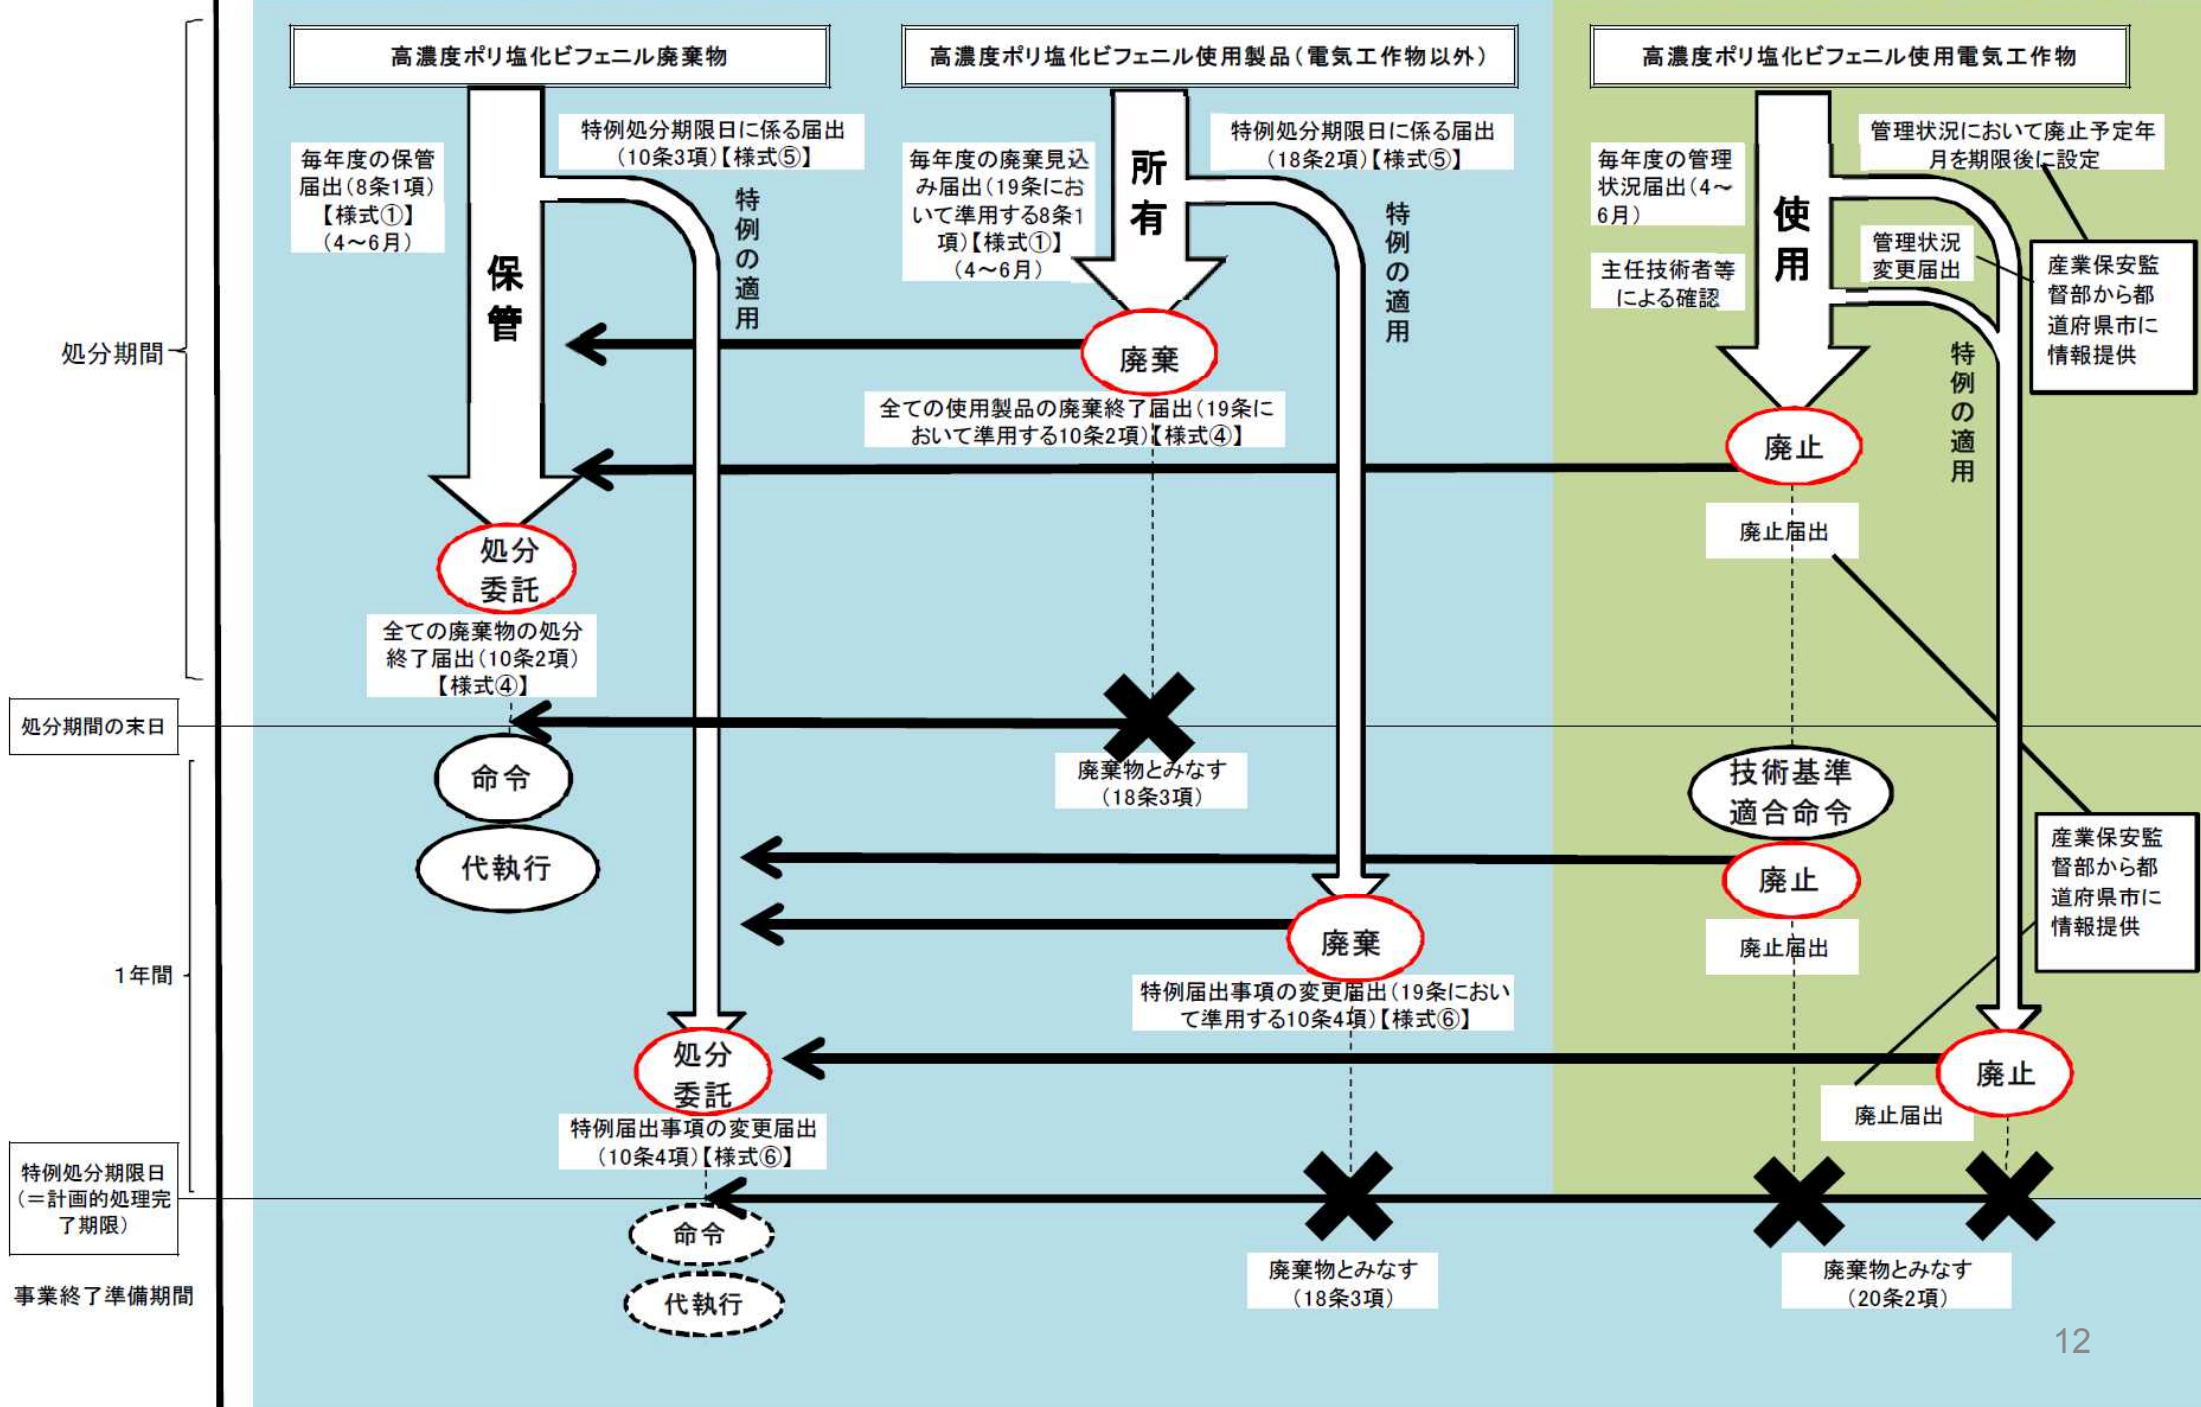 高濃度ポリ塩化ビフェニル廃棄物
高濃度ポリ塩化ビフェニル使用製品（電気工作物以外）
高濃度ポリ塩化ビフェニル使用電気工作物
毎年度の保管
届出（8条1項）
【様式①】
（4～6月）
特例処分期限日に係る届出
（10条3項）【様式⑤】
保管
特例の適用
毎年度の廃棄見込
み届出（19条にお
いて準用する8条1
項）【様式①】
（4～6月）
所有
特例処分期限日に係る届出
（18条2項）【様式⑤】
特例の適用
毎年度の管理
状況届出（4～
6月）
主任技術者等
による確認
使用
管理状況において廃止予定年
月を期限後に設定
管理状況
変更届出
産業保安監
督部から都
道府県市に
情報提供
特例の適用
処分期間
廃棄
全ての使用製品の廃棄終了届出（19条に
おいて準用する10条2項）【様式④】
廃止
廃止届出
処分
委託
全ての廃棄物の処分
終了届出（10条2項）
【様式④】
処分期間の末日
命令
代執行
廃棄物とみなす
（18条3項）
技術基準
適合命令
廃止
廃止届出
産業保安監
督部から都
道府県市に
情報提供
1年間
廃棄
特例届出事項の変更届出（19条におい
て準用する10条4項）【様式⑥】
処分
委託
特例届出事項の変更届出
（10条4項）【様式⑥】
廃止
廃止届出
特例処分期限日
（＝計画的処理完
了期限）
命令
代執行
廃棄物とみなす
（18条3項）
廃棄物とみなす
（20条2項）
事業終了準備期間
12